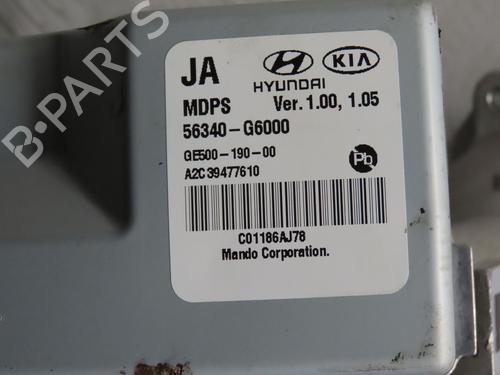 JA
HYUNDAI
KIA
MDPS Ver. 1.00, 1.05
56340-G6000
GE500-190-00
A2C39477610
Pb
C01186AJ78
Mando Corporation.
B-PARTS